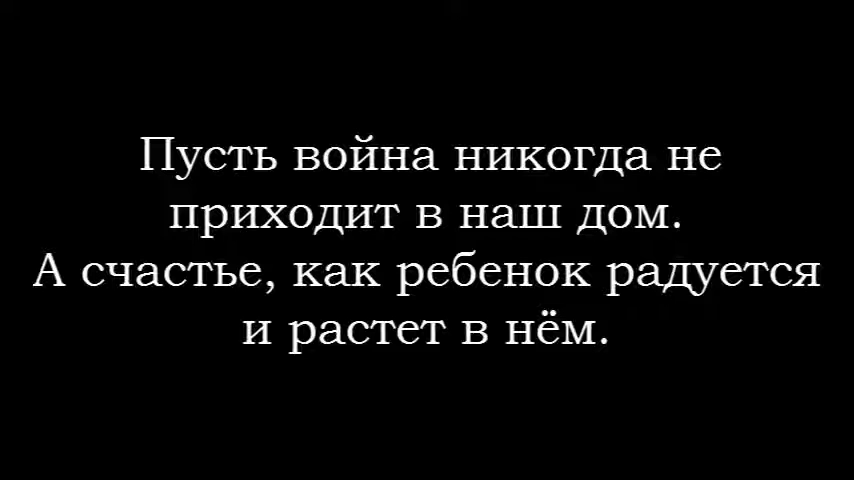 Пусть война никогда не
приходит в наш дом.
А счастье, как ребенок радуется
и растет в нём.